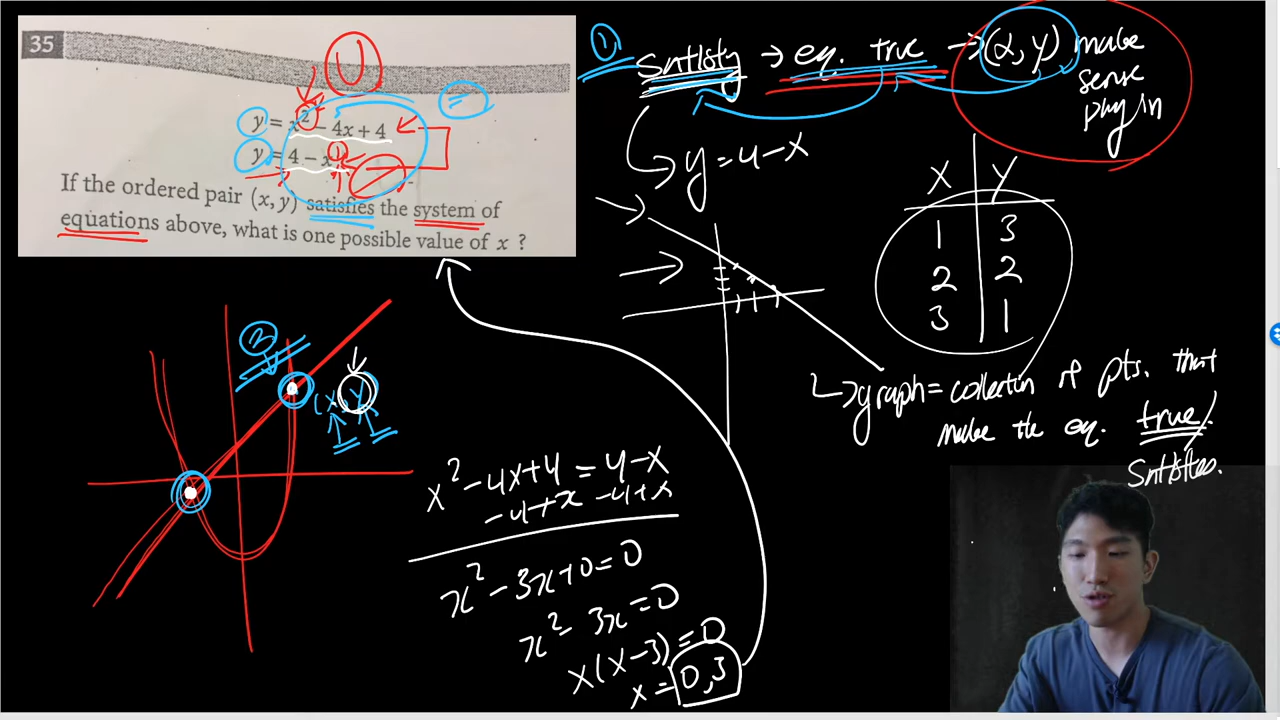 35
y = x² − 4x + 4
y = 4 − x
If the ordered pair (x, y) satisfies the system of
equations above, what is one possible value of x ?
U
①
satisfy → eq. true → (x, y) make
sense
plug in
↳ y = 4 − x
X Y
1 3
2 2
3 1
↳ graph = collection of pts. that
make the eq. true/
satisfies.
③
(x, y)
x² − 4x + 4 = 4 − x
− 4 + x − 4 + x
x² − 3x + 0 = 0
x² − 3x = 0
x(x − 3) = 0
x = 0, 3